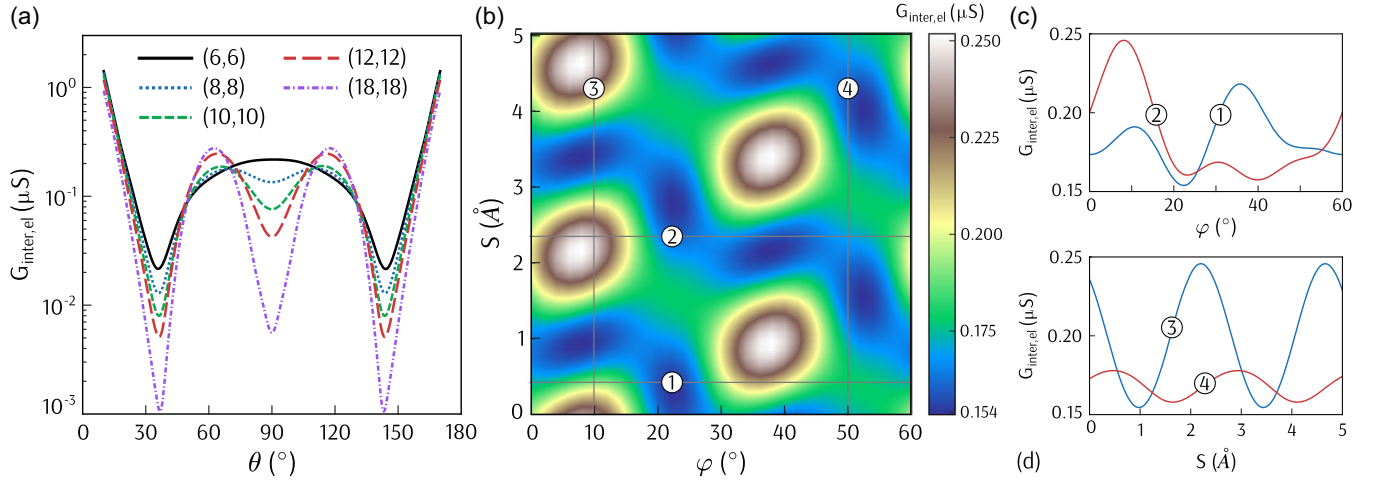 (a)
G_inter,el (μS)
10^0
10^-1
10^-2
10^-3
(6,6)
(8,8)
(10,10)
(12,12)
(18,18)
0 30 60 90 120 150 180
θ (°)
(b)
S (Å)
5
4
3
2
1
0
3
4
2
1
0 10 20 30 40 50 60
φ (°)
G_inter,el (μS)
0.250
0.225
0.200
0.175
0.154
(c)
G_inter,el (μS)
0.25
0.20
0.15
2
1
0 20 40 60
φ (°)
G_inter,el (μS)
0.25
0.20
0.15
3
4
0 1 2 3 4 5
(d)
S (Å)